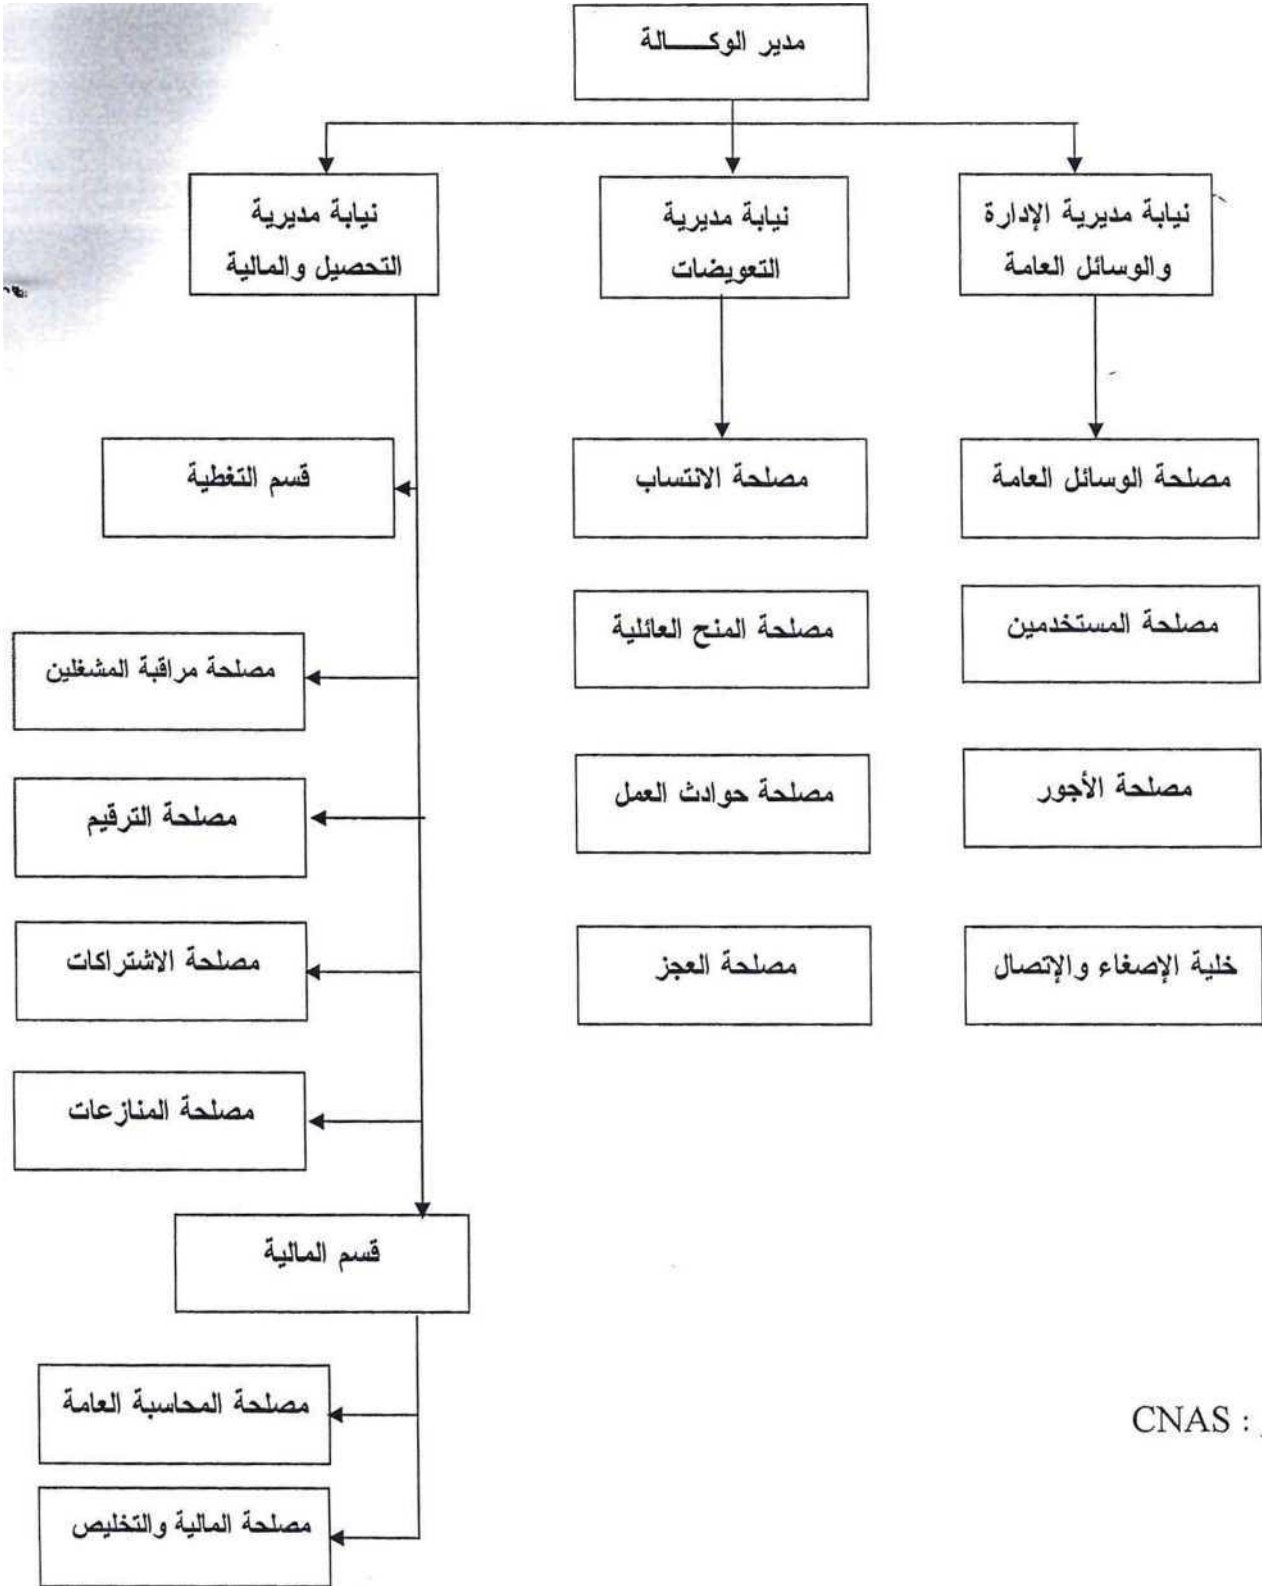 مدير الوكـــــالة
نيابة مديرية الإدارة
والوسائل العامة
نيابة مديرية
التعويضات
نيابة مديرية
التحصيل والمالية
مصلحة الوسائل العامة
مصلحة المستخدمين
مصلحة الأجور
خلية الإصغاء والإتصال
مصلحة الانتساب
مصلحة المنح العائلية
مصلحة حوادث العمل
مصلحة العجز
قسم التغطية
مصلحة مراقبة المشغلين
مصلحة الترقيم
مصلحة الاشتراكات
مصلحة المنازعات
قسم المالية
مصلحة المحاسبة العامة
مصلحة المالية والتخليص
CNAS :